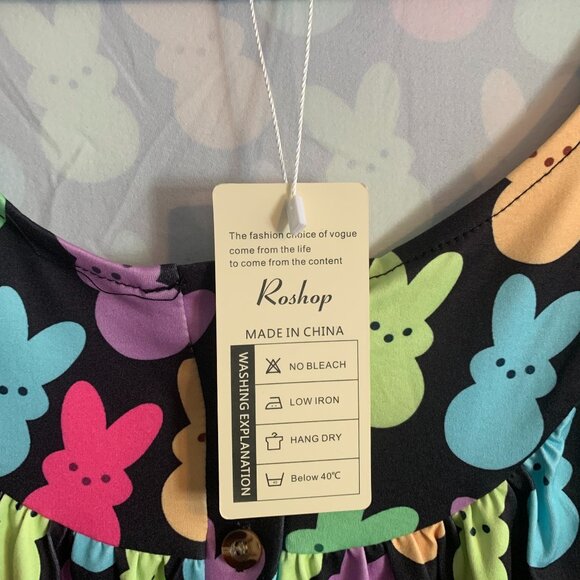 The fashion choice of vogue
come from the life
to come from the content
Roshop
MADE IN CHINA
WASHING EXPLANATION
NO BLEACH
LOW IRON
HANG DRY
Below 40℃